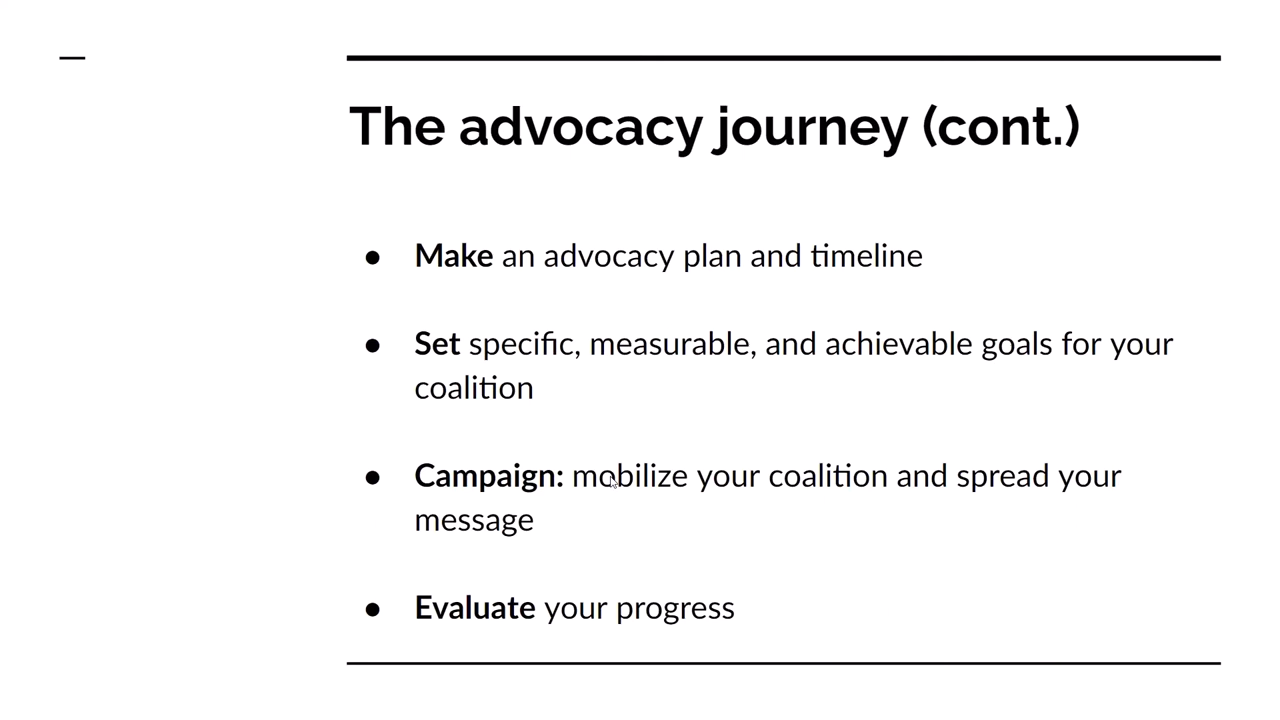 The advocacy journey (cont.)
● Make an advocacy plan and timeline
● Set specific, measurable, and achievable goals for your
coalition
● Campaign: mobilize your coalition and spread your
message
● Evaluate your progress